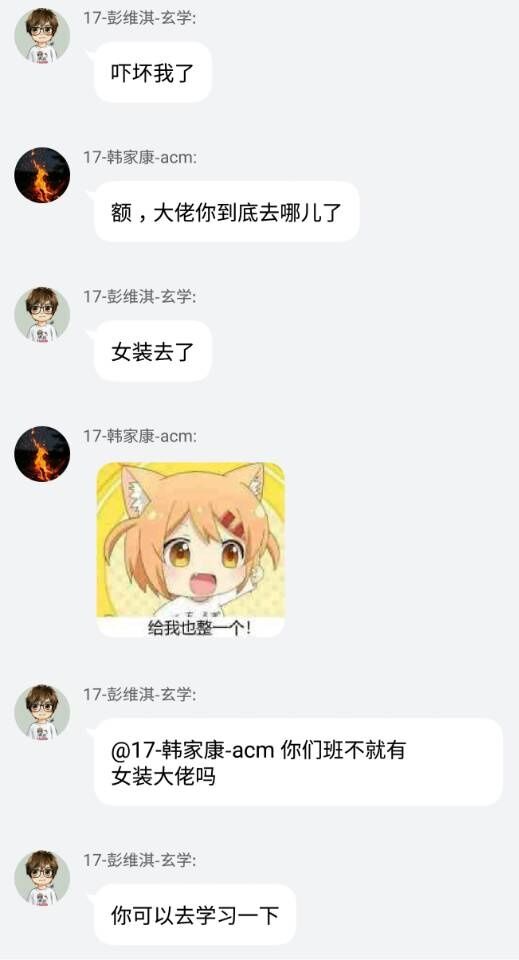 17-彭维淇-玄学:
吓坏我了
17-韩家康-acm:
额，大佬你到底去哪儿了
17-彭维淇-玄学:
女装去了
17-韩家康-acm:
给我也整一个！
17-彭维淇-玄学:
@17-韩家康-acm 你们班不就有
女装大佬吗
17-彭维淇-玄学:
你可以去学习一下